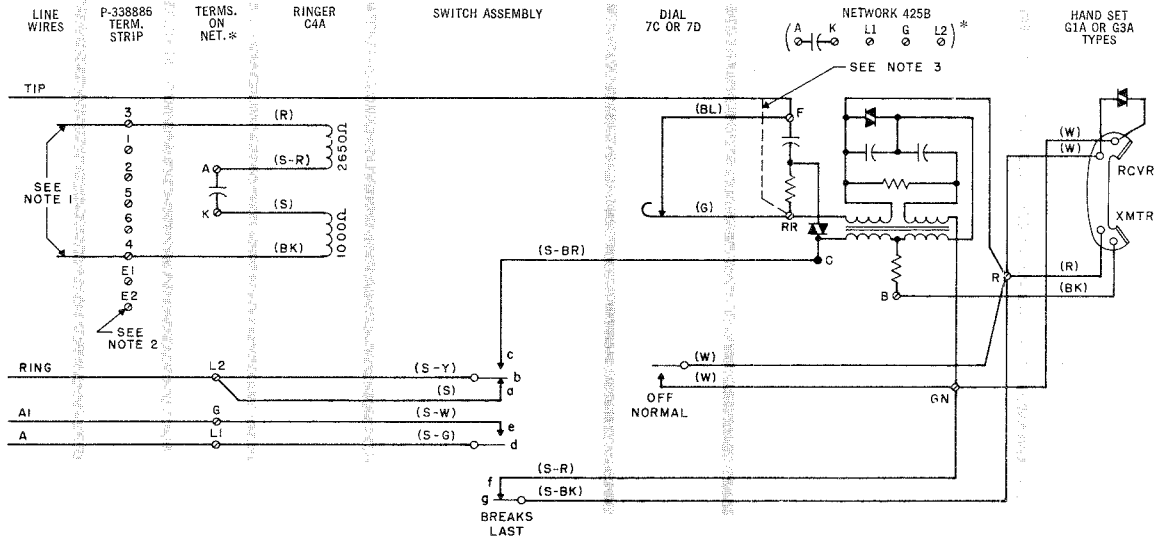 LINE
WIRES
P-338886
TERM.
STRIP
TERMS.
ON
NET.*
RINGER
C4A
SWITCH ASSEMBLY
DIAL
7C OR 7D
NETWORK 425B
(A K L1 G L2)*
HAND SET
G1A OR G3A
TYPES
SEE NOTE 3
TIP
3
(R)
(BL)
F
1
2650Ω
(W)
(W)
2
A
(S-R)
RCVR
SEE
NOTE 1
5
K
(S)
(G)
RR
XMTR
6
1000Ω
4
(BK)
(S-BR)
C
E1
R
(R)
E2
B
(BK)
SEE
NOTE 2
c
RING
L2
(S-Y)
b
(W)
(S)
a
(W)
OFF
NORMAL
GN
A1
G
(S-W)
e
A
L1
(S-G)
d
f
(S-R)
g
(S-BK)
BREAKS
LAST